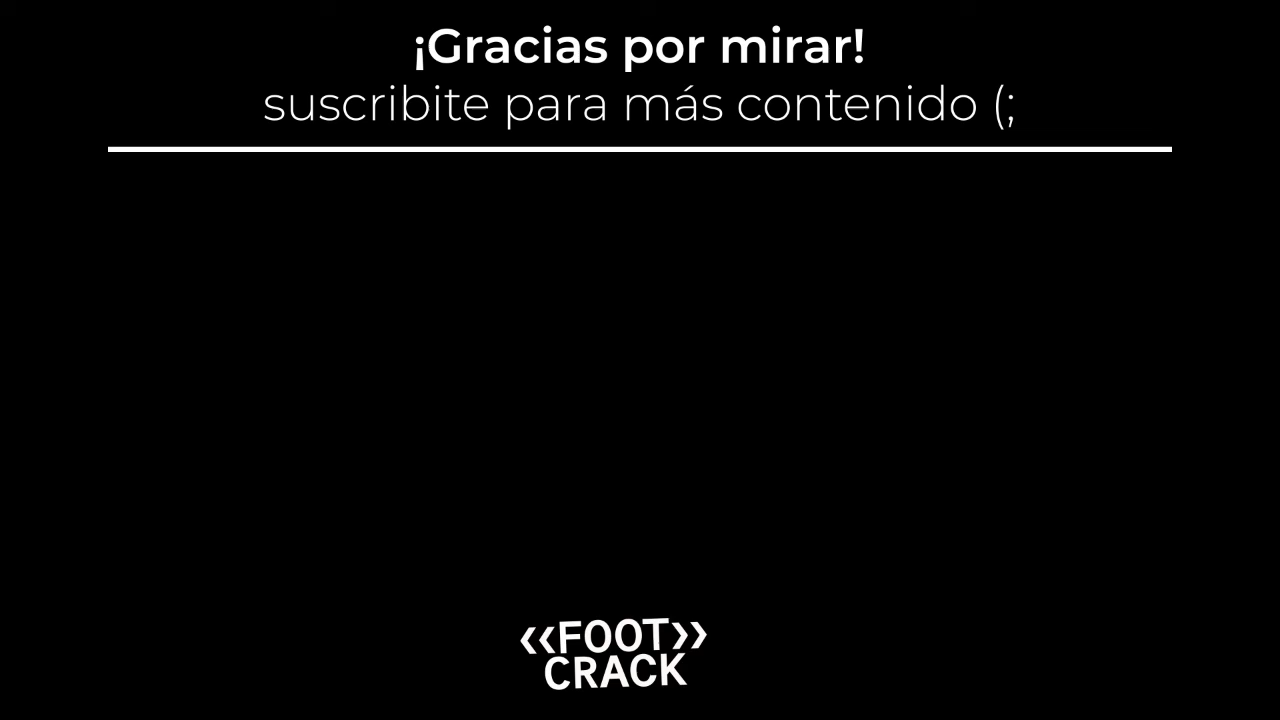 ¡Gracias por mirar!
suscribite para más contenido (;
‹‹FOOT››
CRACK